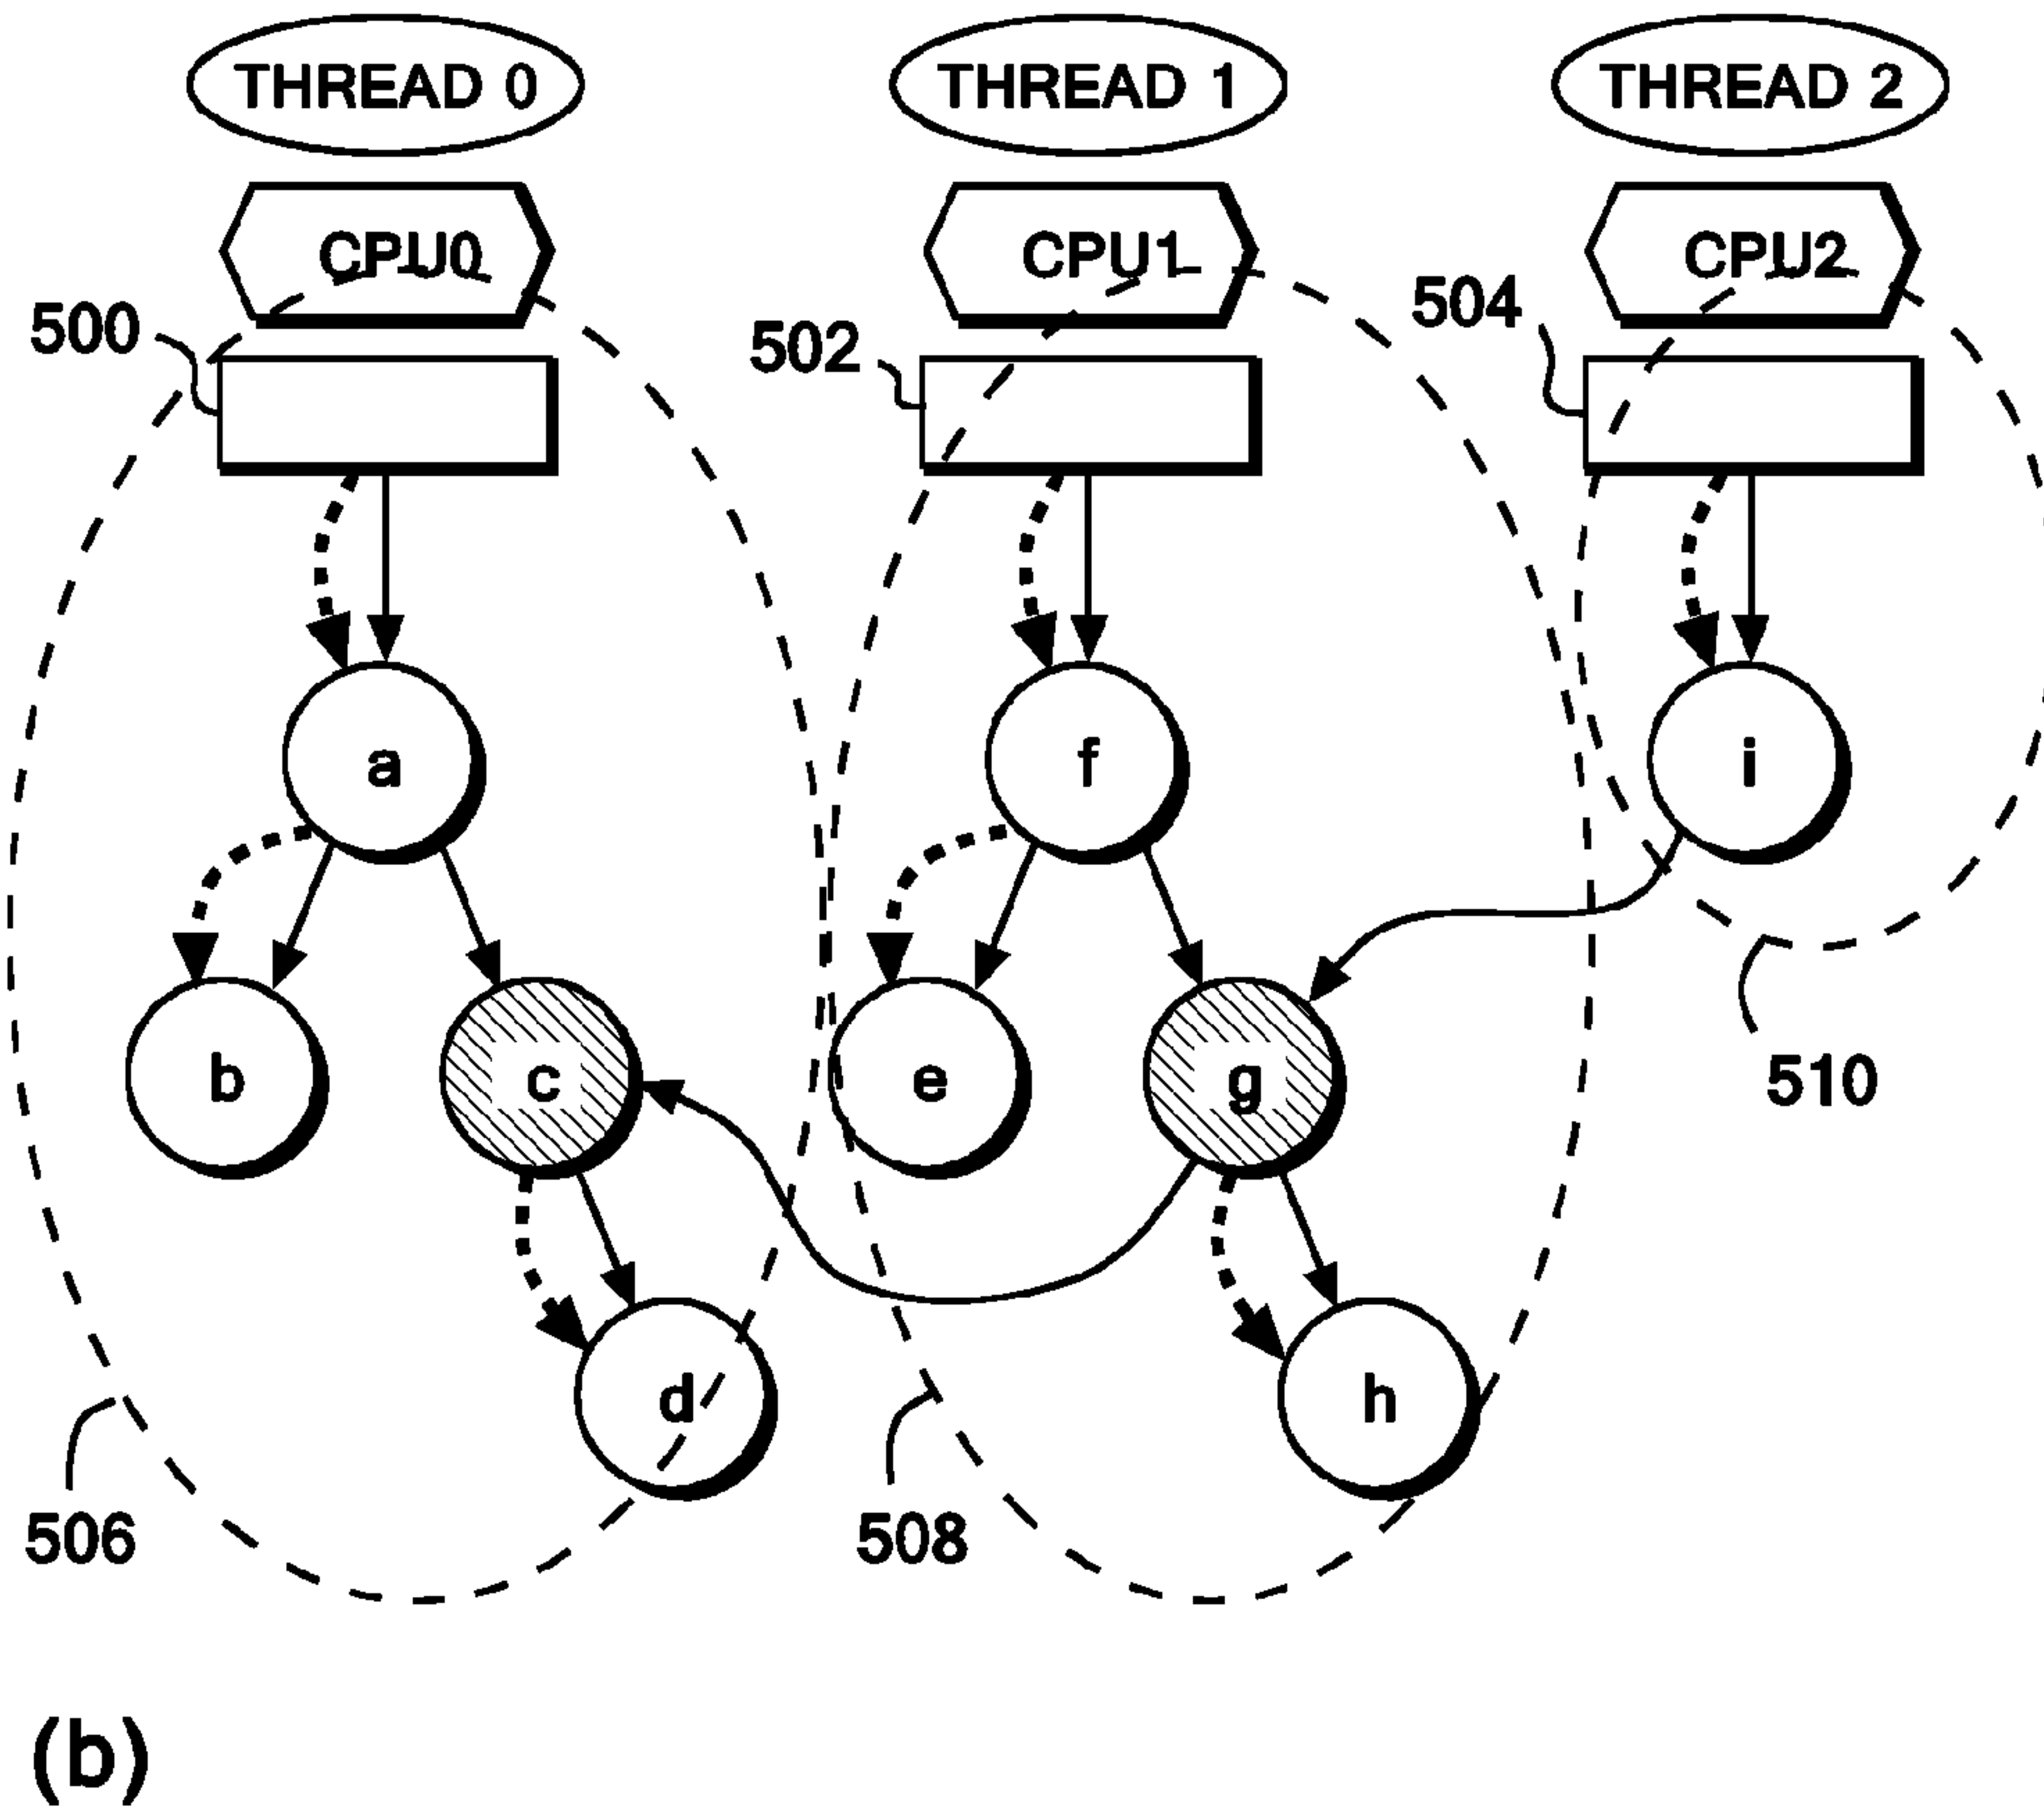 THREAD 0 THREAD 1 THREAD 2
CPU0 CPU1 CPU2
500 502 504
a f i
b c e g 510
d h
506 508
(b)